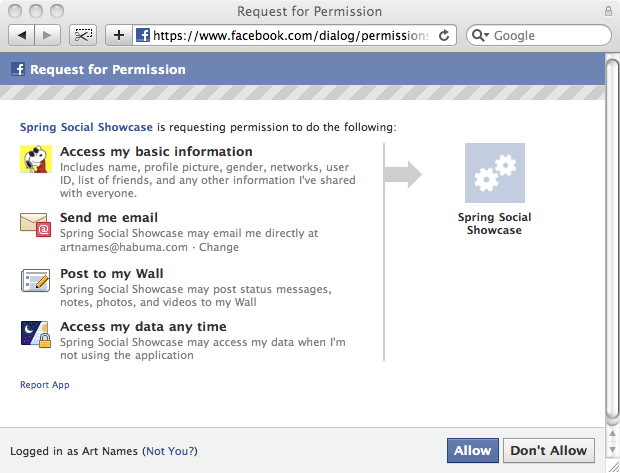 Request for Permission
https://www.facebook.com/dialog/permission
Google
Request for Permission
Spring Social Showcase is requesting permission to do the following:
Access my basic information
Includes name, profile picture, gender, networks, user
ID, list of friends, and any other information I've shared
with everyone.
Send me email
Spring Social Showcase may email me directly at
artnames@habuma.com · Change
Post to my Wall
Spring Social Showcase may post status messages,
notes, photos, and videos to my Wall
Access my data any time
Spring Social Showcase may access my data when I'm
not using the application
Spring Social
Showcase
Report App
Logged in as Art Names (Not You?)
Allow
Don't Allow